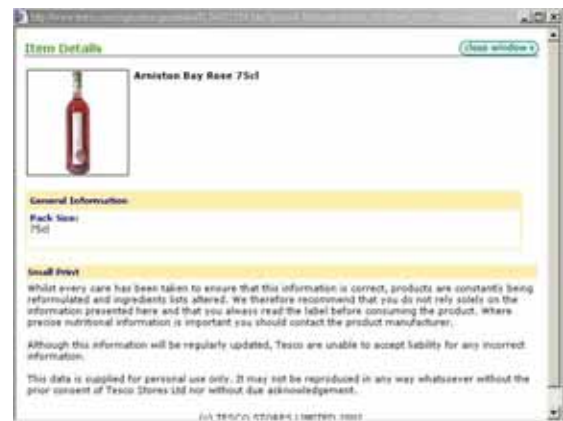 Item Details
close window x
Arniston Bay Rose 75cl
General Information
Pack Size:
75cl
Small Print
Whilst every care has been taken to ensure that this information is correct, products are constantly being
reformulated and ingredients lists altered. We therefore recommend that you do not rely solely on the
information presented here and that you always read the label before consuming the product. Where
precise nutritional information is important you should contact the product manufacturer.
Although this information will be regularly updated, Tesco are unable to accept liability for any incorrect
information.
This data is supplied for personal use only. It may not be reproduced in any way whatsoever without the
prior consent of Tesco Stores Ltd nor without due acknowledgement.
(c) TESCO STORES LIMITED